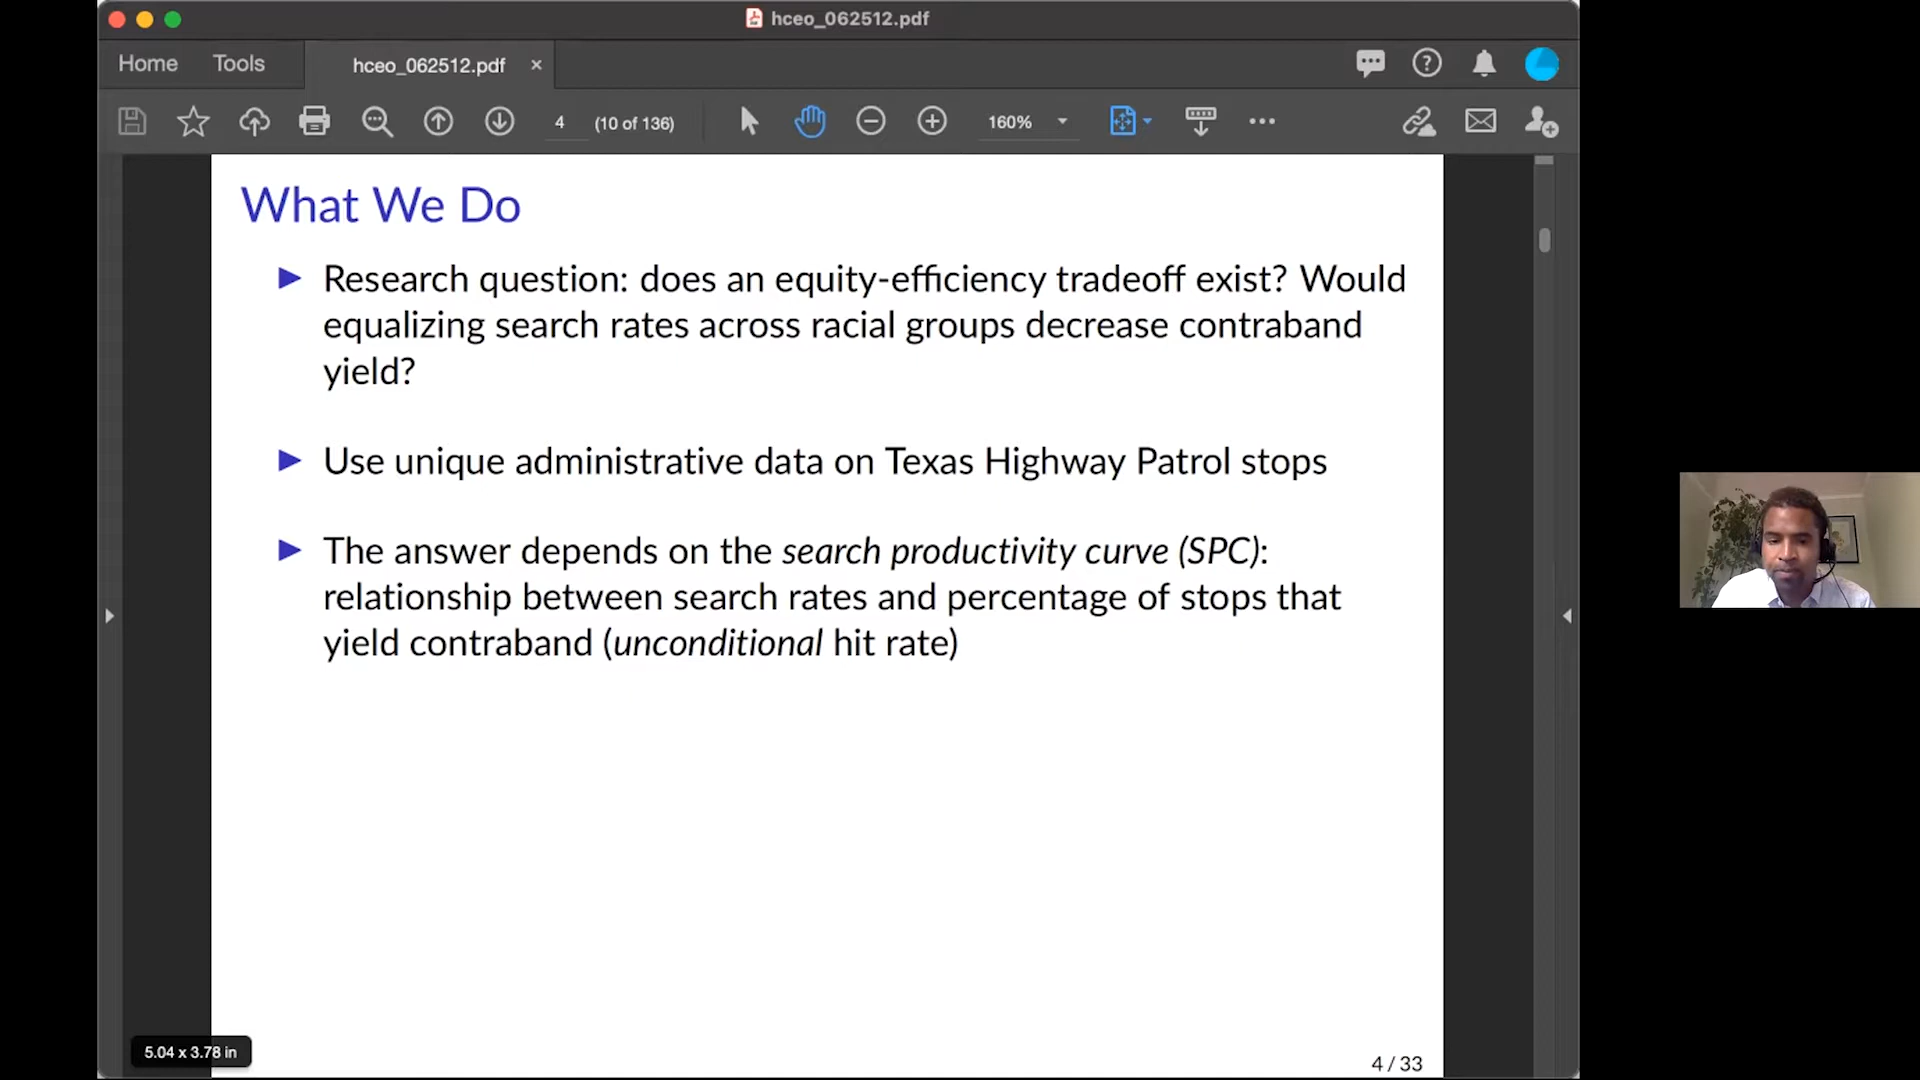 hceo_062512.pdf
Home Tools hceo_062512.pdf ×
4 (10 of 136) 160%
What We Do
Research question: does an equity-efficiency tradeoff exist? Would
equalizing search rates across racial groups decrease contraband
yield?
Use unique administrative data on Texas Highway Patrol stops
The answer depends on the search productivity curve (SPC):
relationship between search rates and percentage of stops that
yield contraband (unconditional hit rate)
5.04 x 3.78 in
4 / 33